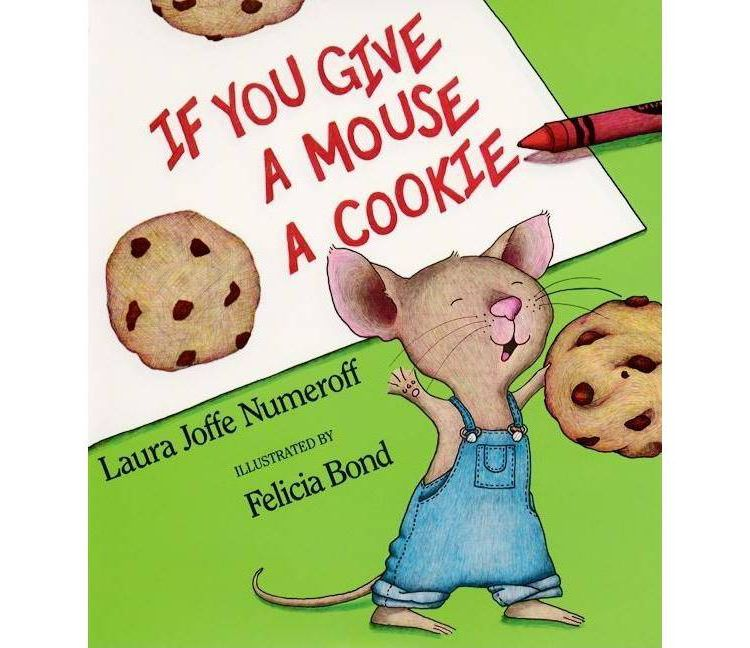 IF YOU GIVE
A MOUSE
A COOKIE
Laura Joffe Numeroff
ILLUSTRATED BY
Felicia Bond